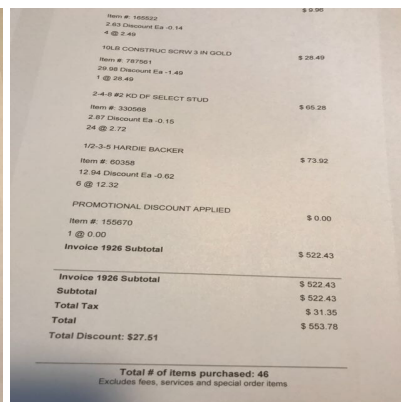 $ 9.96
Item #: 185522
2.63 Discount Ea -0.14
4 @ 2.49
10LB CONSTRUC SCRW 3 IN GOLD
$ 28.49
Item #: 787561
29.98 Discount Ea -1.49
1 @ 28.49
2-4-8 #2 KD DF SELECT STUD
$ 65.28
Item #: 330568
2.87 Discount Ea -0.15
24 @ 2.72
1/2-3-5 HARDIE BACKER
$ 73.92
Item #: 60358
12.94 Discount Ea -0.62
6 @ 12.32
PROMOTIONAL DISCOUNT APPLIED
$ 0.00
Item #: 155670
1 @ 0.00
Invoice 1926 Subtotal
$ 522.43
Invoice 1926 Subtotal $ 522.43
Subtotal $ 522.43
Total Tax $ 31.35
Total $ 553.78
Total Discount: $27.51
Total # of items purchased: 46
Excludes fees, services and special order items